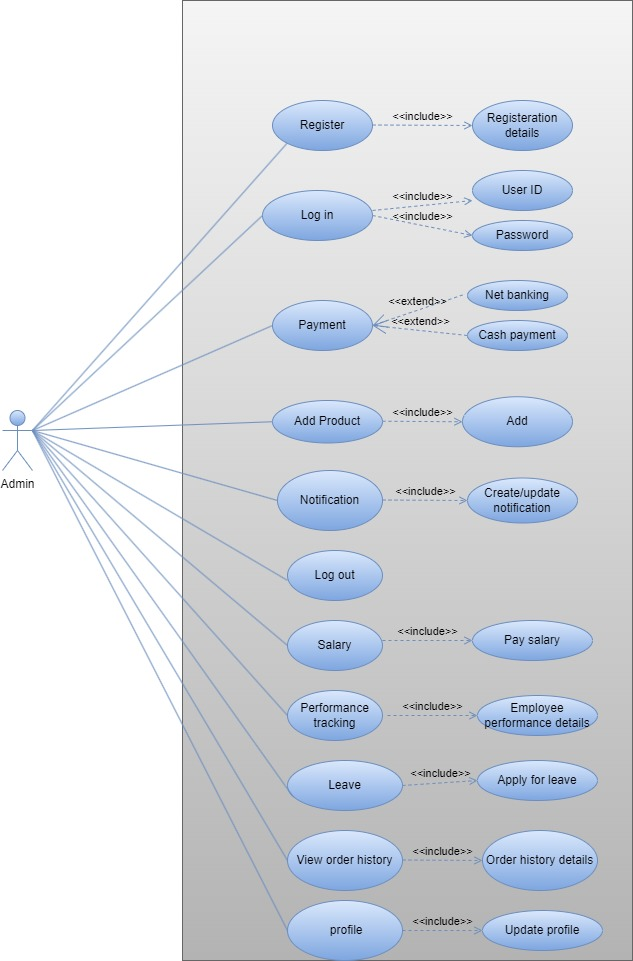 Register
<<include>>
Registeration
details
Log in
<<include>>
<<include>>
User ID
Password
Payment
<<extend>>
<<extend>>
Net banking
Cash payment
Add Product
<<include>>
Add
Admin
Notification
<<include>>
Create/update
notification
Log out
Salary
<<include>>
Pay salary
Performance
tracking
<<include>>
Employee
performance details
Leave
<<include>>
Apply for leave
View order history
<<include>>
Order history details
profile
<<include>>
Update profile